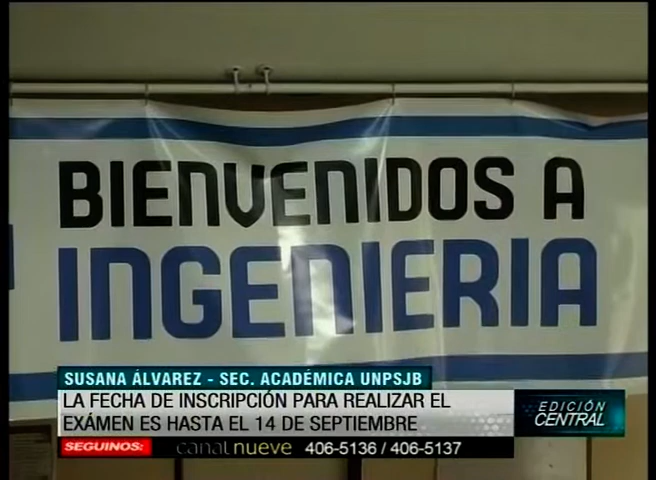 BIENVENIDOS A
INGENIERIA
SUSANA ÁLVAREZ - SEC. ACADÉMICA UNPSJB
LA FECHA DE INSCRIPCIÓN PARA REALIZAR EL
EXÁMEN ES HASTA EL 14 DE SEPTIEMBRE
EDICIÓN
CENTRAL
SEGUINOS: canal nueve 406-5136 / 406-5137